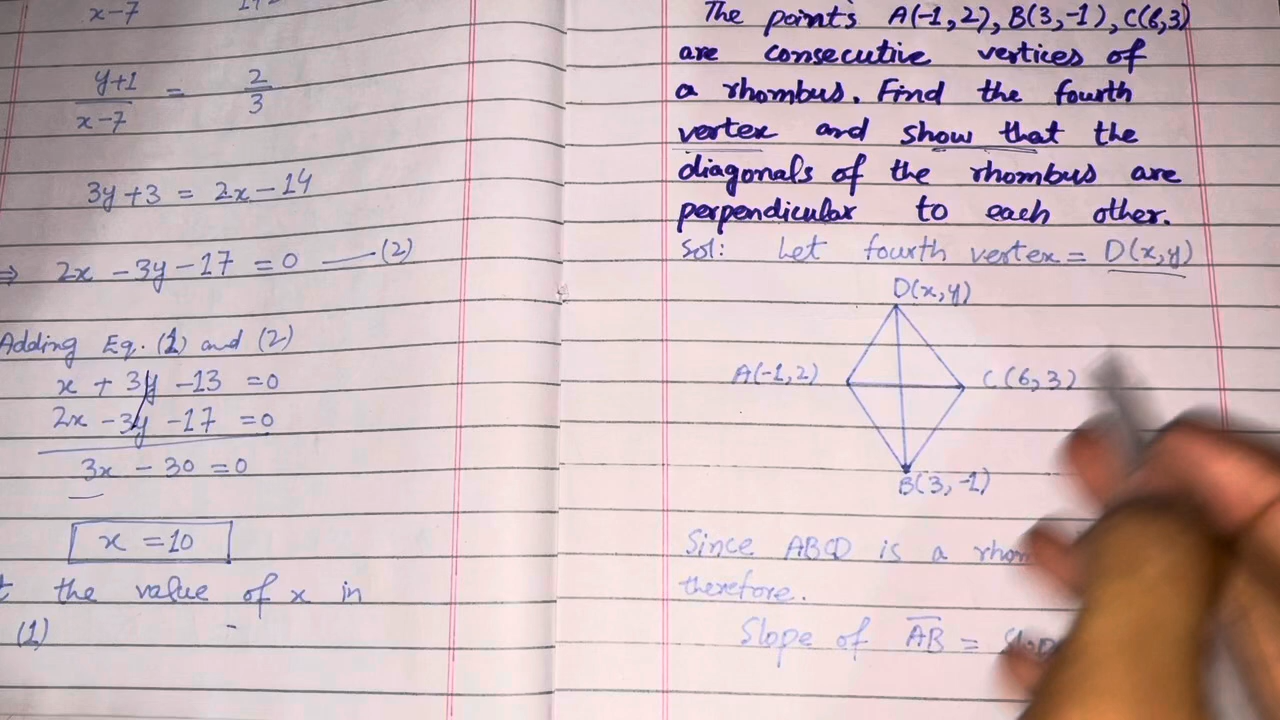 x-7
y+1 / x-7 = 2/3
3y+3 = 2x-14
⇒ 2x -3y -17 =0 —(2)
Adding Eq. (1) and (2)
x + 3y -13 =0
2x -3y -17 =0
3x - 30 =0
x =10
the value of x in
(1)
The points A(-1,2), B(3,-1), C(6,3)
are consecutive vertices of
a rhombus. Find the fourth
vertex and show that the
diagonals of the rhombus are
perpendicular to each other.
Sol: Let fourth vertex = D(x,y)
D(x,y)
A(-1,2)
C(6,3)
B(3,-1)
Since ABCD is a
therefore.
Slope of AB =